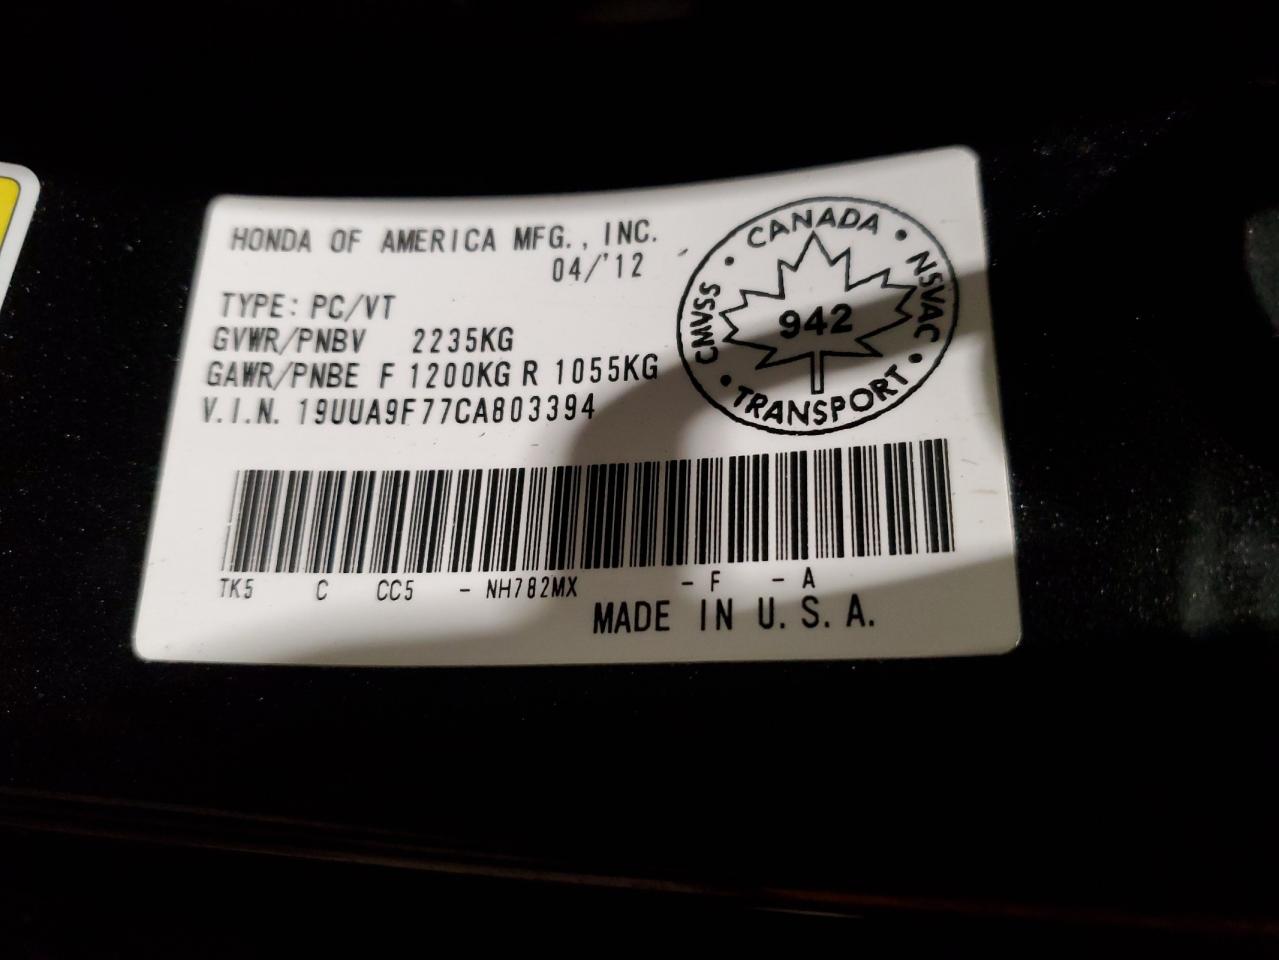 HONDA OF AMERICA MFG., INC.
04/'12
TYPE: PC/VT
GVWR/PNBV 2235KG
GAWR/PNBE F 1200KG R 1055KG
V.I.N. 19UUA9F77CA803394
CANADA • NSVAC • TRANSPORT • CMVSS •
942
TK5 C CC5 - NH782MX - F - A
MADE IN U.S.A.